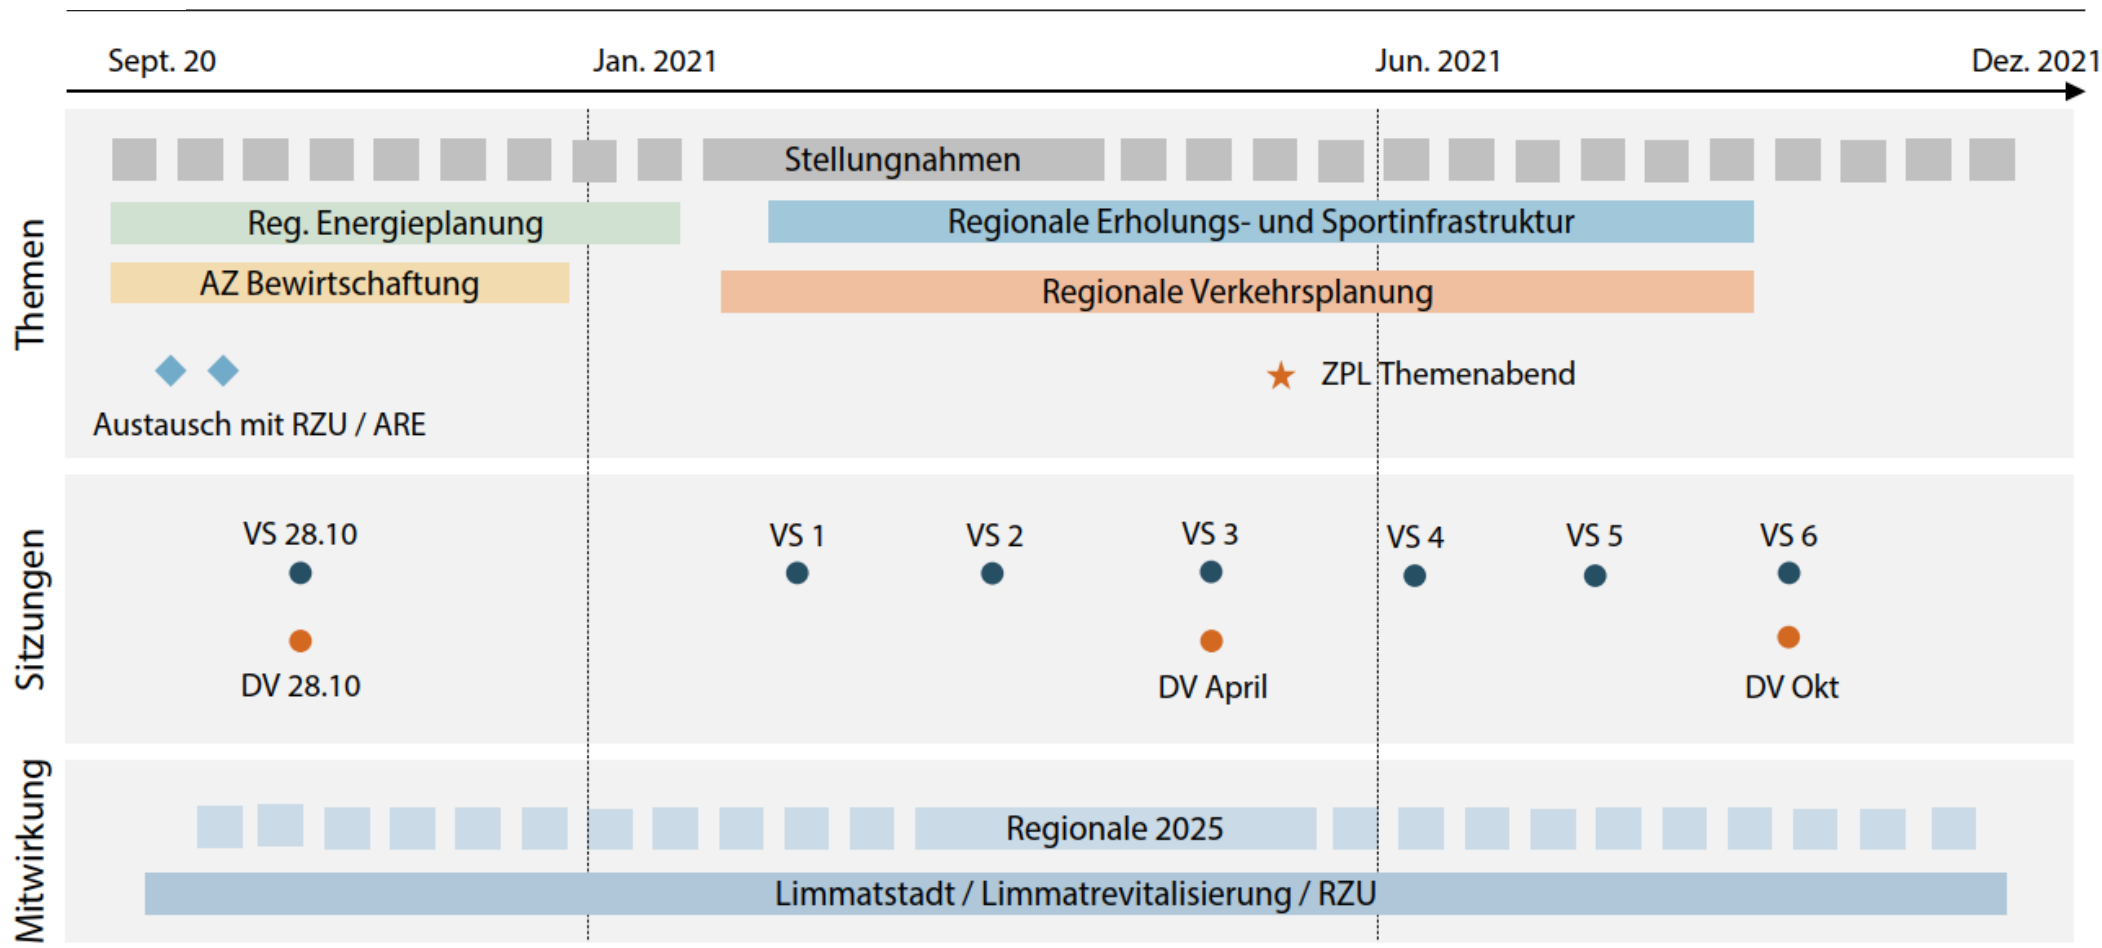 Sept. 20 Jan. 2021 Jun. 2021 Dez. 2021
Themen
Stellungnahmen
Reg. Energieplanung Regionale Erholungs- und Sportinfrastruktur
AZ Bewirtschaftung Regionale Verkehrsplanung
ZPL Themenabend
Austausch mit RZU / ARE
Sitzungen
VS 28.10 VS 1 VS 2 VS 3 VS 4 VS 5 VS 6
DV 28.10 DV April DV Okt
Mitwirkung
Regionale 2025
Limmatstadt / Limmatrevitalisierung / RZU